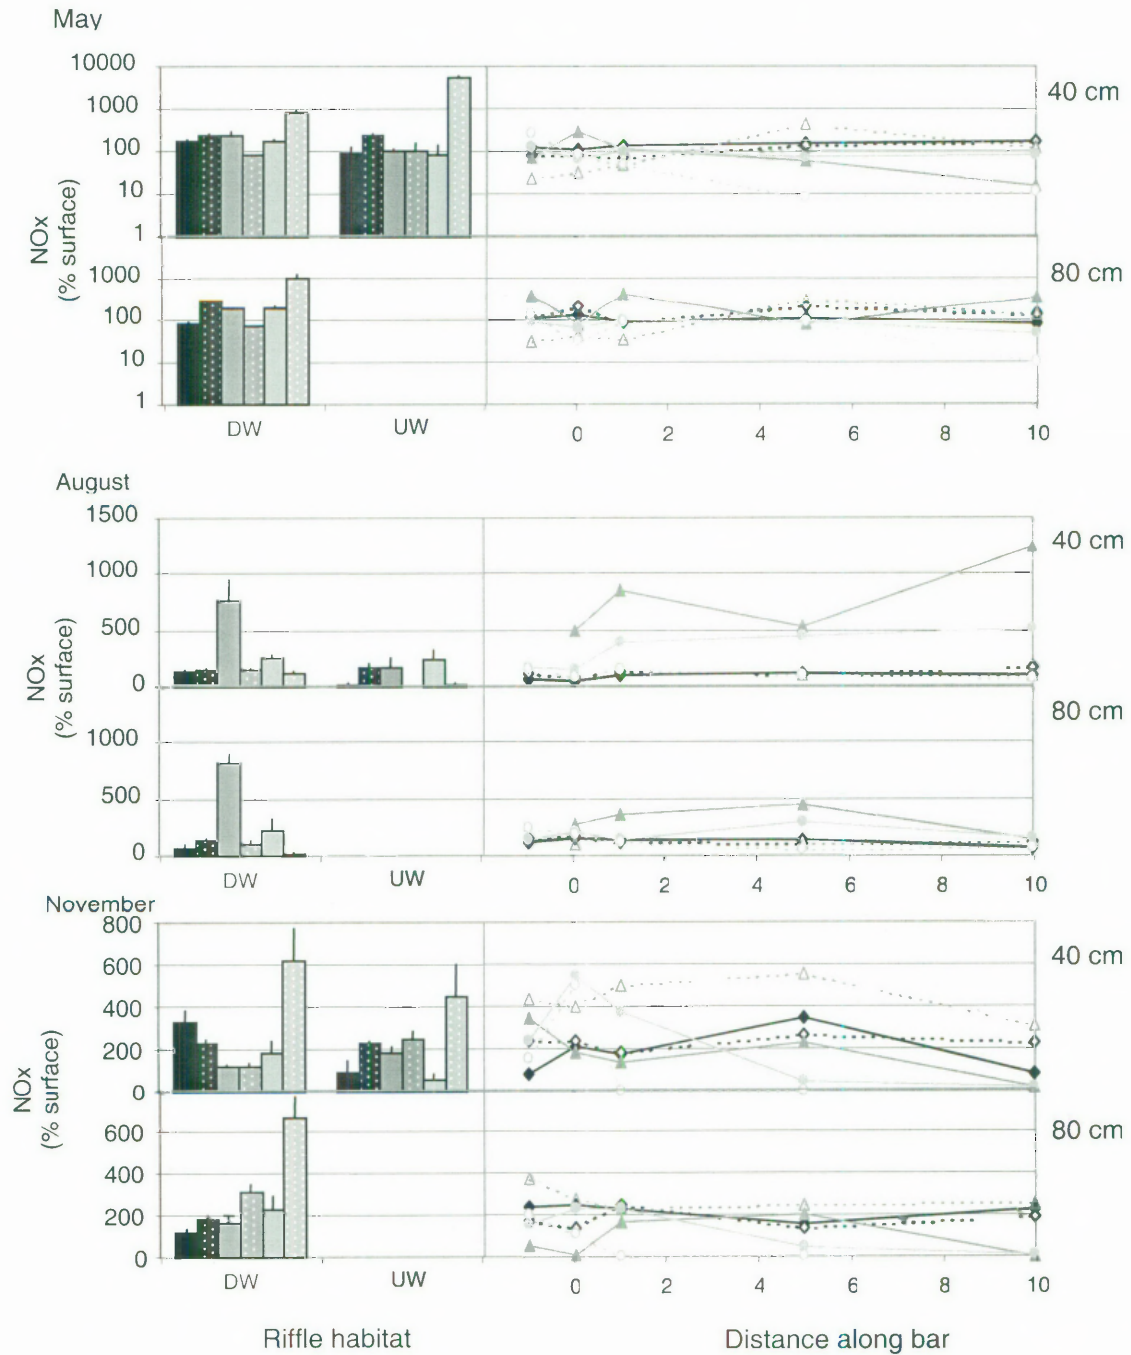 May
10000
1000
100
10
1
40 cm
NOx
(% surface)
1000
100
10
1
80 cm
DW UW
0 2 4 6 8 10
August
1500
1000
500
0
40 cm
NOx
(% surface)
1000
500
0
80 cm
DW UW
0 2 4 6 8 10
November
800
600
400
200
0
40 cm
NOx
(% surface)
600
400
200
0
80 cm
DW UW
0 2 4 6 8 10
Riffle habitat Distance along bar